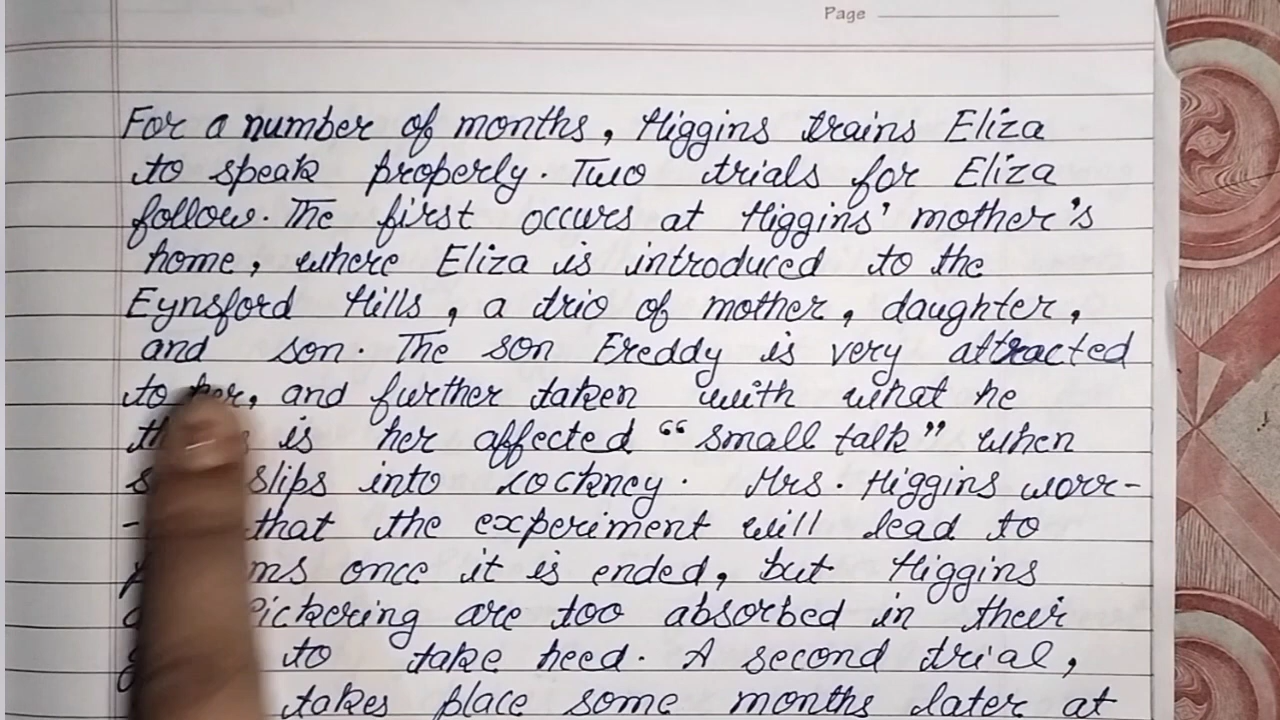 Page
For a number of months, Higgins trains Eliza
to speak properly. Two trials for Eliza
follow. The first occurs at Higgins' mother's
home, where Eliza is introduced to the
Eynsford Hills, a trio of mother, daughter,
and son. The son Freddy is very attracted
to her, and further taken with what he
is her affected "small talk" when
slips into cockney. Mrs. Higgins worr-
that the experiment will lead to
once it is ended, but Higgins
Pickering are too absorbed in their
to take heed. A second trial,
takes place some months later at